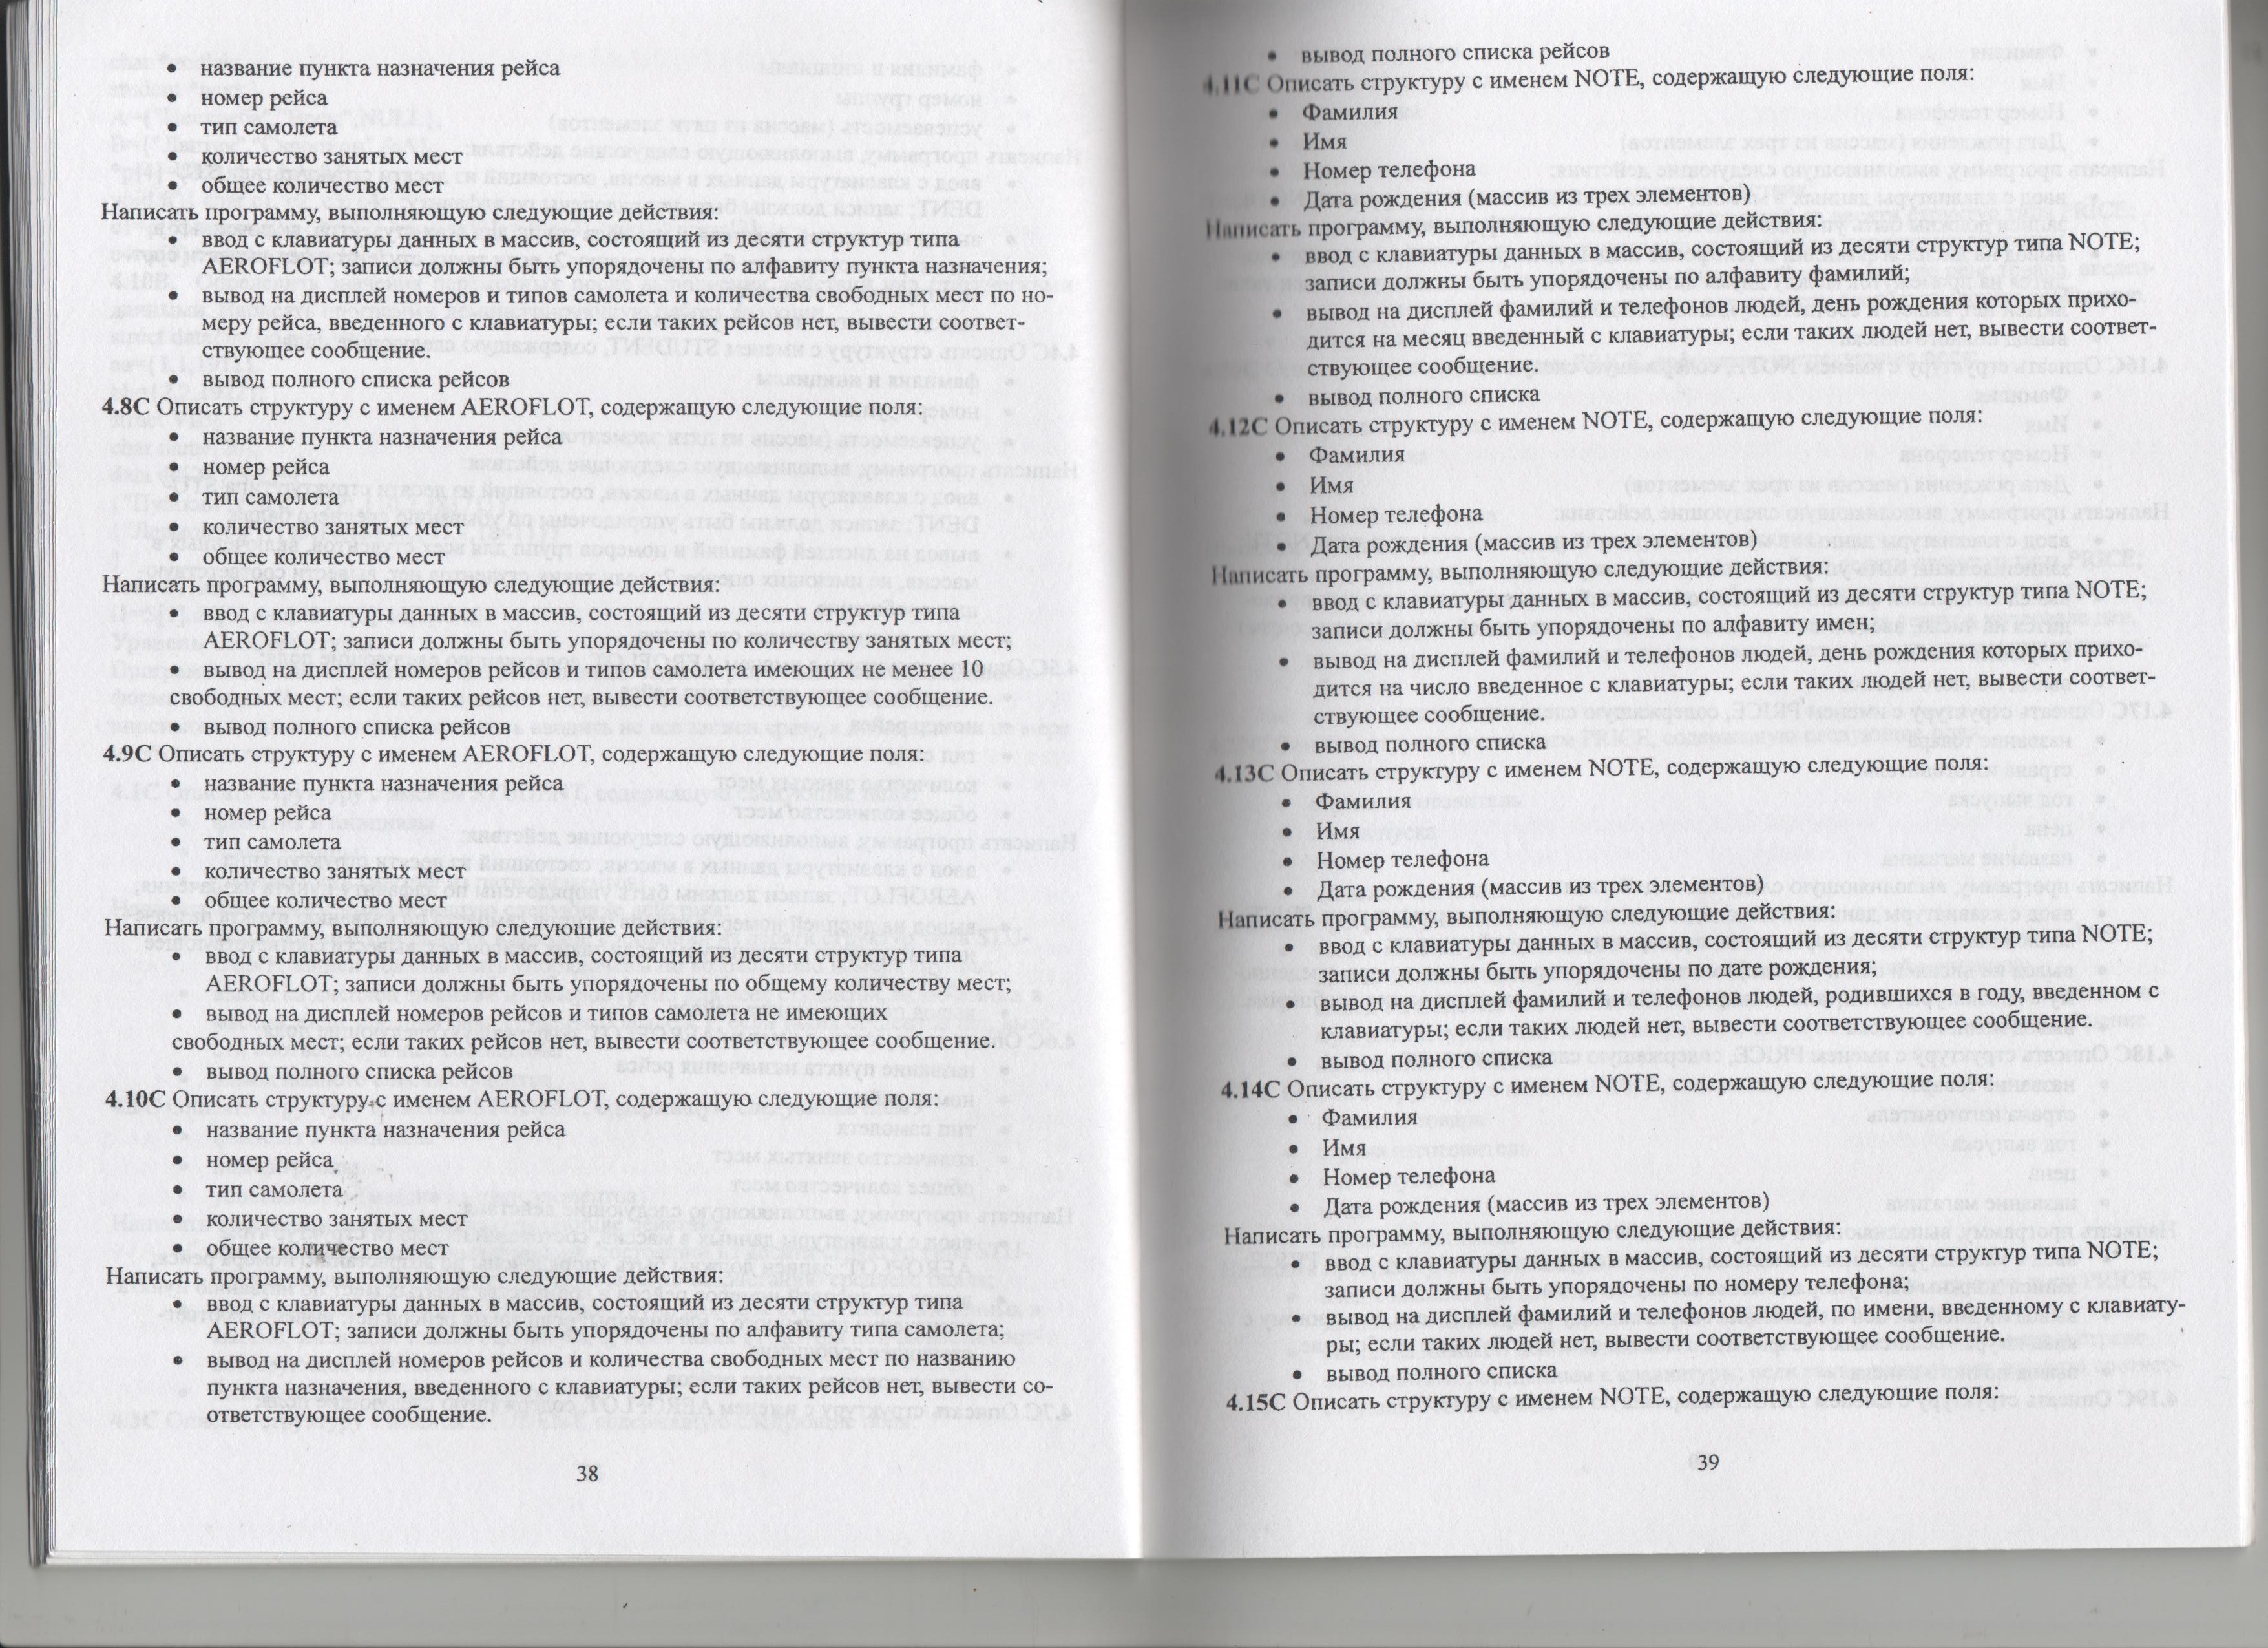 • название пункта назначения рейса
• номер рейса
• тип самолета
• количество занятых мест
• общее количество мест
Написать программу, выполняющую следующие действия:
• ввод с клавиатуры данных в массив, состоящий из десяти структур типа
AEROFLOT; записи должны быть упорядочены по алфавиту пункта назначения;
• вывод на дисплей номеров и типов самолета и количества свободных мест по но-
меру рейса, введенного с клавиатуры; если таких рейсов нет, вывести соответ-
ствующее сообщение.
• вывод полного списка рейсов
4.8С Описать структуру с именем AEROFLOT, содержащую следующие поля:
• название пункта назначения рейса
• номер рейса
• тип самолета
• количество занятых мест
• общее количество мест
Написать программу, выполняющую следующие действия:
• ввод с клавиатуры данных в массив, состоящий из десяти структур типа
AEROFLOT; записи должны быть упорядочены по количеству занятых мест;
• вывод на дисплей номеров рейсов и типов самолета имеющих не менее 10
свободных мест; если таких рейсов нет, вывести соответствующее сообщение.
• вывод полного списка рейсов
4.9С Описать структуру с именем AEROFLOT, содержащую следующие поля:
• название пункта назначения рейса
• номер рейса
• тип самолета
• количество занятых мест
• общее количество мест
Написать программу, выполняющую следующие действия:
• ввод с клавиатуры данных в массив, состоящий из десяти структур типа
AEROFLOT; записи должны быть упорядочены по общему количеству мест;
• вывод на дисплей номеров рейсов и типов самолета не имеющих
свободных мест; если таких рейсов нет, вывести соответствующее сообщение.
• вывод полного списка рейсов
4.10С Описать структуру с именем AEROFLOT, содержащую следующие поля:
• название пункта назначения рейса
• номер рейса
• тип самолета
• количество занятых мест
• общее количество мест
Написать программу, выполняющую следующие действия:
• ввод с клавиатуры данных в массив, состоящий из десяти структур типа
AEROFLOT; записи должны быть упорядочены по алфавиту типа самолета;
• вывод на дисплей номеров рейсов и количества свободных мест по названию
пункта назначения, введенного с клавиатуры; если таких рейсов нет, вывести со-
ответствующее сообщение.
38
• вывод полного списка рейсов
4.11С Описать структуру с именем NOTE, содержащую следующие поля:
• Фамилия
• Имя
• Номер телефона
• Дата рождения (массив из трех элементов)
Написать программу, выполняющую следующие действия:
• ввод с клавиатуры данных в массив, состоящий из десяти структур типа NOTE;
записи должны быть упорядочены по алфавиту фамилий;
• вывод на дисплей фамилий и телефонов людей, день рождения которых прихо-
дится на месяц введенный с клавиатуры; если таких людей нет, вывести соответ-
ствующее сообщение.
• вывод полного списка
4.12С Описать структуру с именем NOTE, содержащую следующие поля:
• Фамилия
• Имя
• Номер телефона
• Дата рождения (массив из трех элементов)
Написать программу, выполняющую следующие действия:
• ввод с клавиатуры данных в массив, состоящий из десяти структур типа NOTE;
записи должны быть упорядочены по алфавиту имен;
• вывод на дисплей фамилий и телефонов людей, день рождения которых прихо-
дится на число введенное с клавиатуры; если таких людей нет, вывести соответ-
ствующее сообщение.
• вывод полного списка
4.13С Описать структуру с именем NOTE, содержащую следующие поля:
• Фамилия
• Имя
• Номер телефона
• Дата рождения (массив из трех элементов)
Написать программу, выполняющую следующие действия:
• ввод с клавиатуры данных в массив, состоящий из десяти структур типа NOTE;
записи должны быть упорядочены по дате рождения;
• вывод на дисплей фамилий и телефонов людей, родившихся в году, введенном с
клавиатуры; если таких людей нет, вывести соответствующее сообщение.
• вывод полного списка
4.14С Описать структуру с именем NOTE, содержащую следующие поля:
• Фамилия
• Имя
• Номер телефона
• Дата рождения (массив из трех элементов)
Написать программу, выполняющую следующие действия:
• ввод с клавиатуры данных в массив, состоящий из десяти структур типа NOTE;
записи должны быть упорядочены по номеру телефона;
• вывод на дисплей фамилий и телефонов людей, по имени, введенному с клавиату-
ры; если таких людей нет, вывести соответствующее сообщение.
• вывод полного списка
4.15С Описать структуру с именем NOTE, содержащую следующие поля:
39